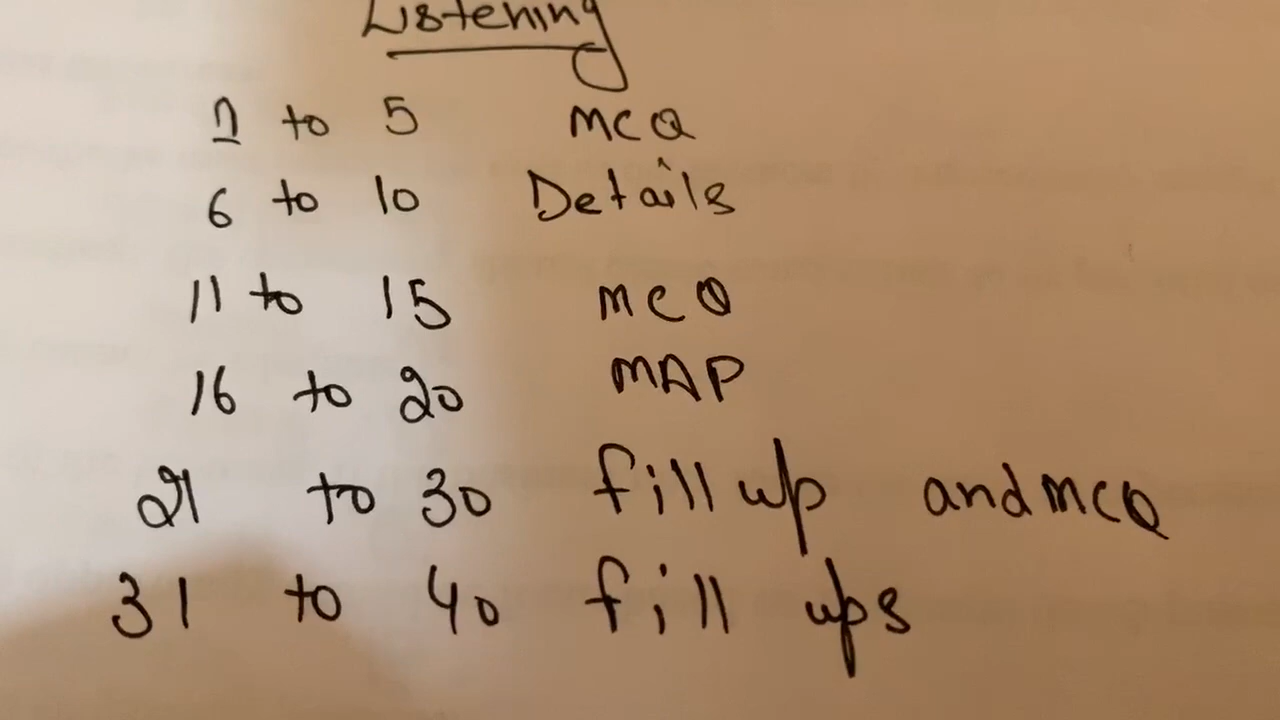 Listening
1 to 5 MCQ
6 to 10 Details
11 to 15 MCQ
16 to 20 MAP
21 to 30 fill up and MCQ
31 to 40 fill ups